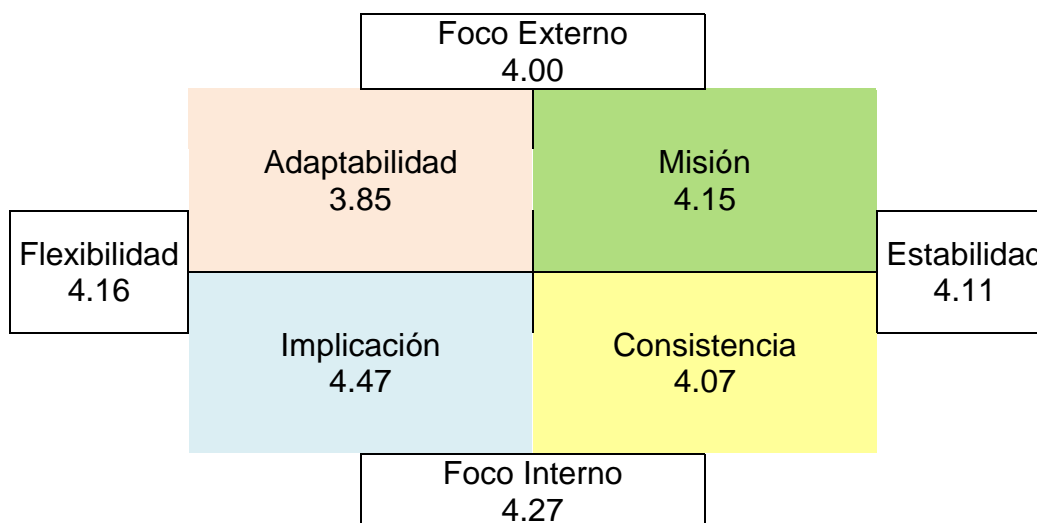 Foco Externo
4.00
Adaptabilidad
3.85
Misión
4.15
Flexibilidad
4.16
Estabilidad
4.11
Implicación
4.47
Consistencia
4.07
Foco Interno
4.27